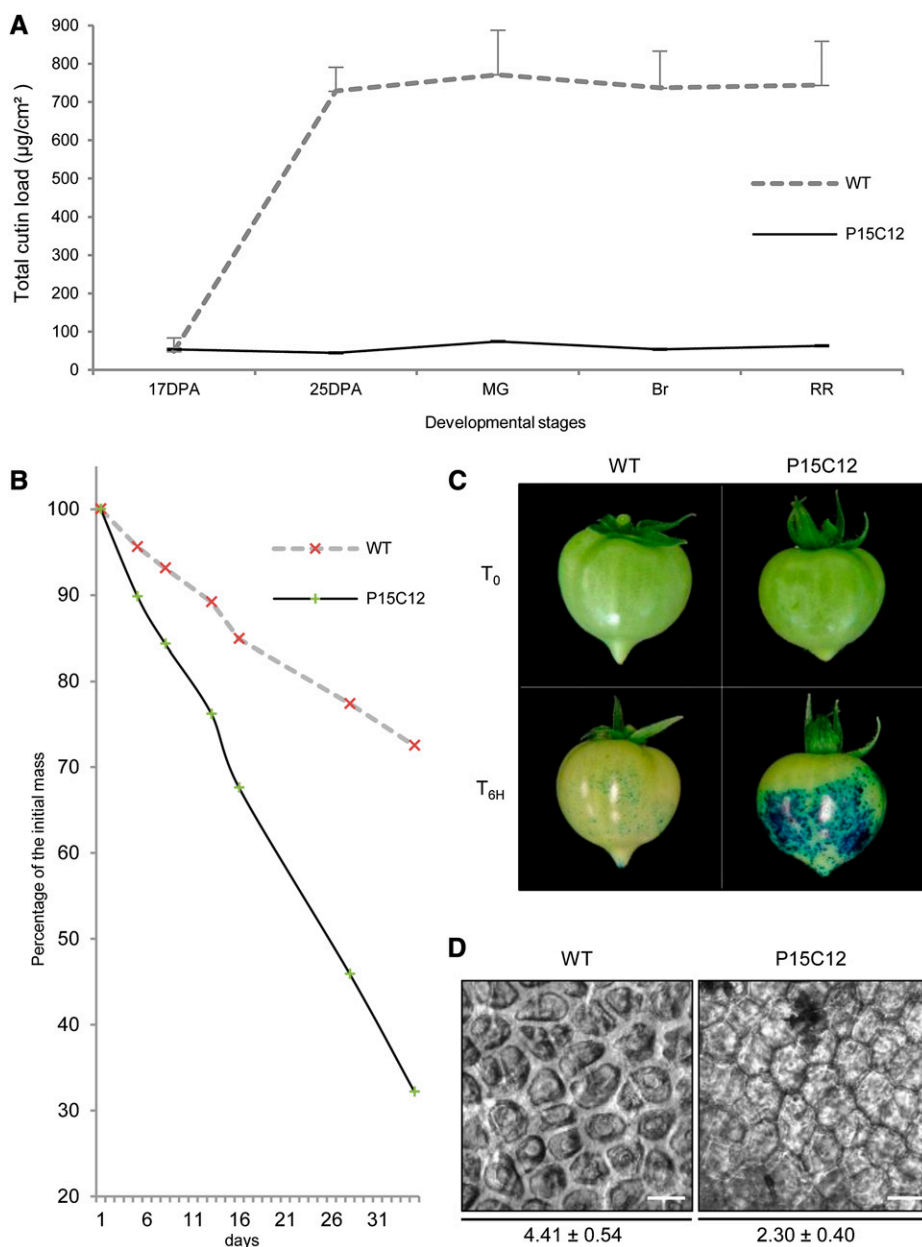 A
900
800
700
600
500
400
300
200
100
0
Total cutin load (µg/cm²)
WT
P15C12
17DPA 25DPA MG Br RR
Developmental stages
B
100
90
80
70
60
50
40
30
20
Percentage of the initial mass
WT
P15C12
1 6 11 16 21 26 31
days
C
WT P15C12
T0
T6H
D
WT P15C12
4.41 ± 0.54 2.30 ± 0.40